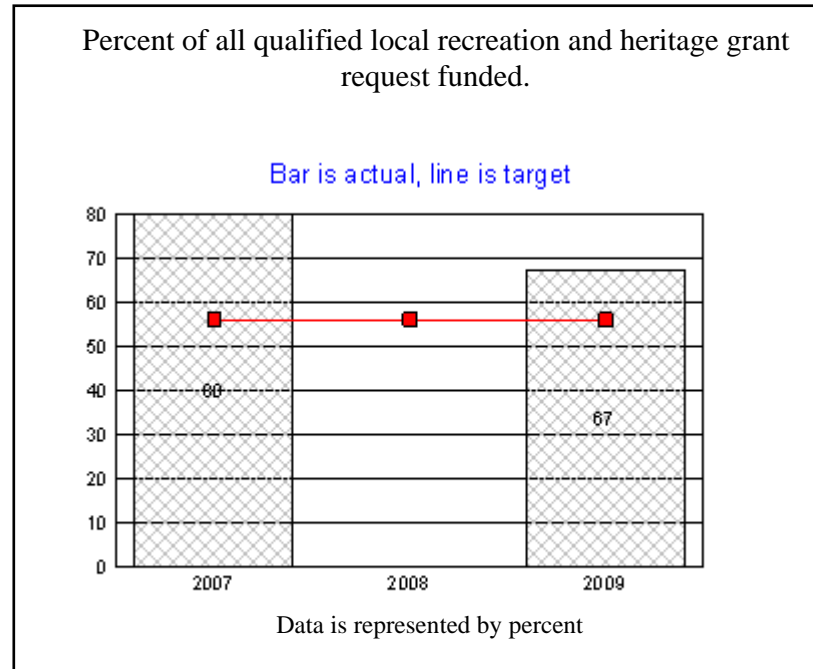 Percent of all qualified local recreation and heritage grant
request funded.
Bar is actual, line is target
80
70
60
50
40
30
20
10
0
80
67
2007 2008 2009
Data is represented by percent